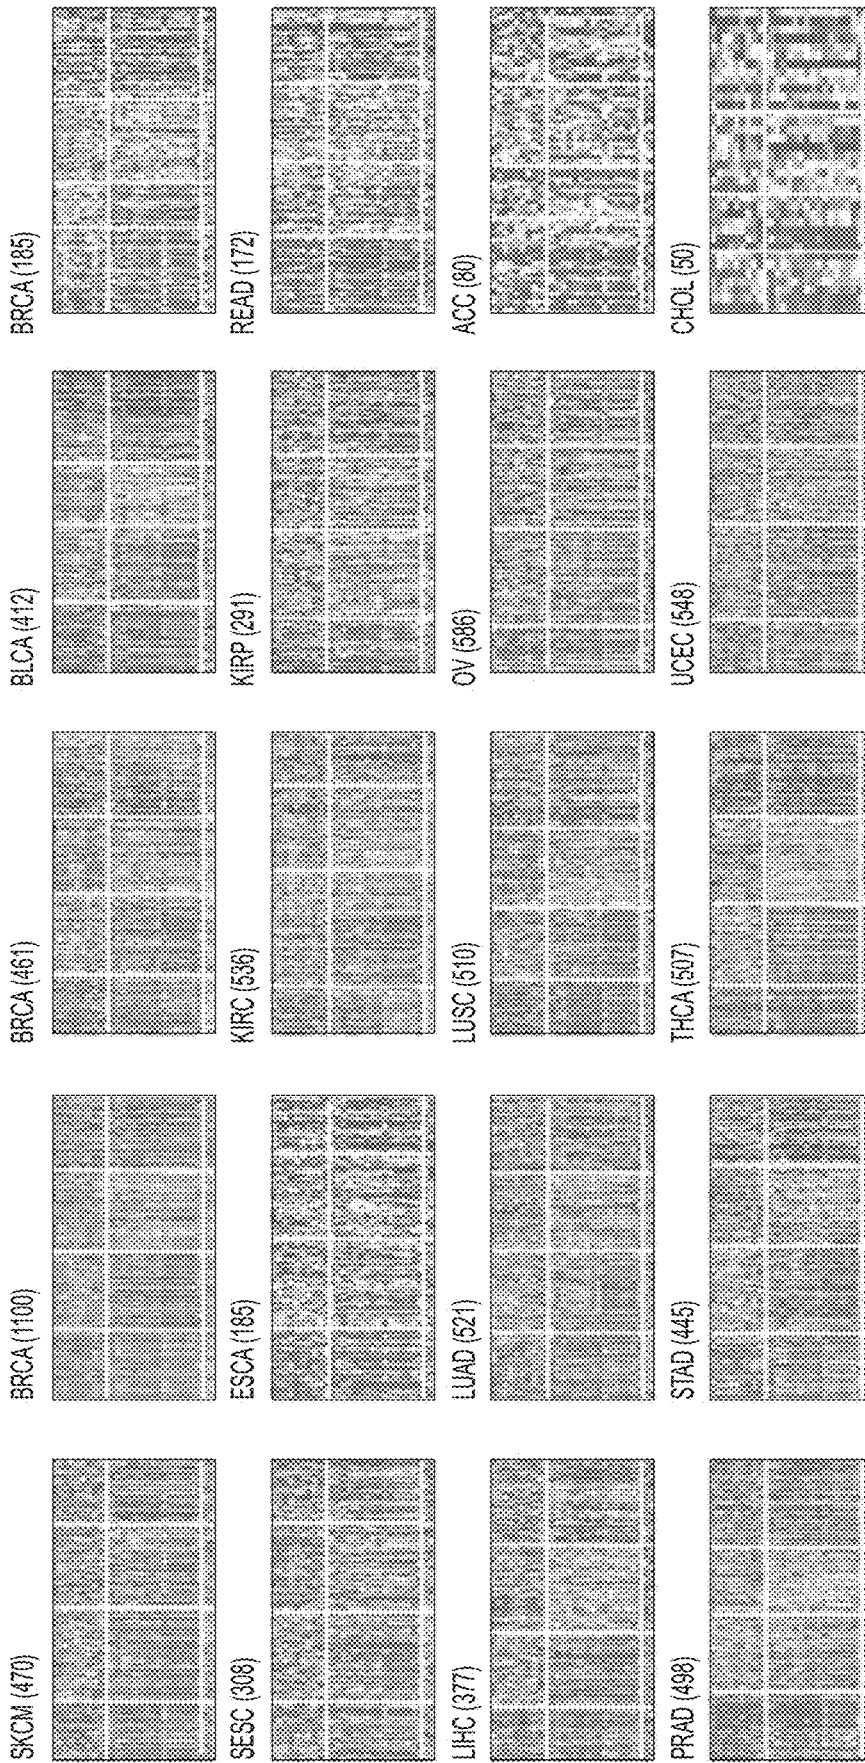 SKCM (470)
BRCA (1100)
BRCA (461)
BLCA (412)
BRCA (185)
SESC (308)
ESCA (185)
KIRC (536)
KIRP (291)
READ (172)
LIHC (377)
LUAD (521)
LUSC (510)
OV (586)
ACC (80)
PRAD (498)
STAD (445)
THCA (507)
UCEC (548)
CHOL (50)